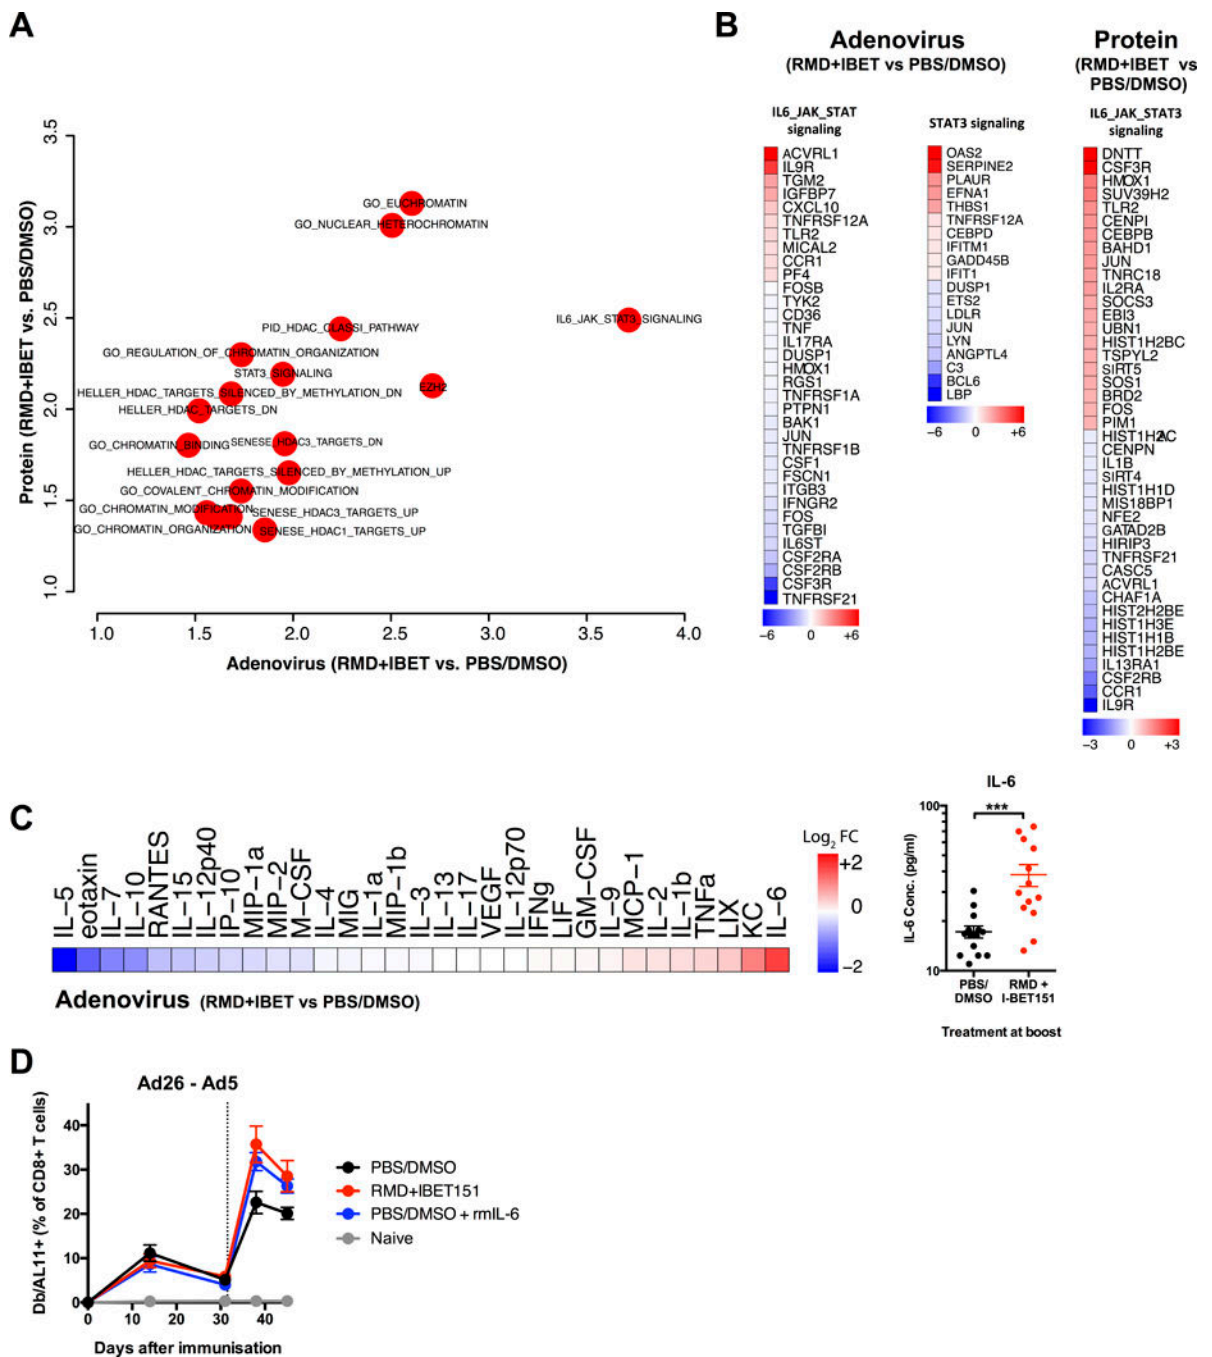 A
Protein (RMD+IBET vs. PBS/DMSO)
3.5
3.0
2.5
2.0
1.5
1.0
GO_EUCHROMATIN
GO_NUCLEAR_HETEROCHROMATIN
IL6_JAK_STAT3_SIGNALING
PID_HDAC_CLASSI_PATHWAY
GO_REGULATION_OF_CHROMATIN_ORGANIZATION
STAT3_SIGNALING
EZH2
HELLER_HDAC_TARGETS_SILENCED_BY_METHYLATION_DN
HELLER_HDAC_TARGETS_DN
GO_CHROMATIN_BINDING
SENESE_HDAC3_TARGETS_DN
HELLER_HDAC_TARGETS_SILENCED_BY_METHYLATION_UP
GO_COVALENT_CHROMATIN_MODIFICATION
GO_CHROMATIN_MODIFICATION
SENESE_HDAC3_TARGETS_UP
GO_CHROMATIN_ORGANIZATION
SENESE_HDAC1_TARGETS_UP
1.0 1.5 2.0 2.5 3.0 3.5 4.0
Adenovirus (RMD+IBET vs. PBS/DMSO)
B
Adenovirus
(RMD+IBET vs PBS/DMSO)
IL6_JAK_STAT
signaling
ACVRL1
IL9R
TGM2
IGFBP7
CXCL10
TNFRSF12A
TLR2
MICAL2
CCR1
PF4
FOSB
TYK2
CD36
TNF
IL17RA
DUSP1
HMOX1
RGS1
TNFRSF1A
PTPN1
BAK1
JUN
TNFRSF1B
CSF1
FSCN1
ITGB3
IFNGR2
FOS
TGFBI
IL6ST
CSF2RA
CSF2RB
CSF3R
TNFRSF21
-6 0 +6
STAT3 signaling
OAS2
SERPINE2
PLAUR
EFNA1
THBS1
TNFRSF12A
CEBPD
IFITM1
GADD45B
IFIT1
DUSP1
ETS2
LDLR
JUN
LYN
ANGPTL4
C3
BCL6
LBP
-6 0 +6
Protein
(RMD+IBET vs
PBS/DMSO)
IL6_JAK_STAT3
signaling
DNTT
CSF3R
HMOX1
SUV39H2
TLR2
CENPI
CEBPB
BAHD1
JUN
TNRC18
IL2RA
SOCS3
EBI3
UBN1
HIST1H2BC
TSPYL2
SIRT5
SOS1
BRD2
FOS
PIM1
HIST1H2AC
CENPN
IL1B
SIRT4
HIST1H1D
MIS18BP1
NFE2
GATAD2B
HIRIP3
TNFRSF21
CASC5
ACVRL1
CHAF1A
HIST2H2BE
HIST1H3E
HIST1H1B
HIST1H2BE
IL13RA1
CSF2RB
CCR1
IL9R
-3 0 +3
C
IL-5
eotaxin
IL-7
IL-10
RANTES
IL-15
IL-12p40
IP-10
MIP-1a
MIP-2
M-CSF
IL-4
MIG
IL-1a
MIP-1b
IL-3
IL-13
IL-17
VEGF
IL-12p70
IFNg
LIF
GM-CSF
IL-9
MCP-1
IL-2
IL-1b
TNFa
LIX
KC
IL-6
Adenovirus (RMD+IBET vs PBS/DMSO)
Log2 FC
+2
0
-2
IL-6
IL-6 Conc. (pg/ml)
100
10
***
PBS/
DMSO
RMD +
I-BET151
Treatment at boost
D
Ad26 - Ad5
Db/AL11+ (% of CD8+ T cells)
40
30
20
10
0
0 10 20 30 40
Days after immunisation
PBS/DMSO
RMD+IBET151
PBS/DMSO + rmIL-6
Naive